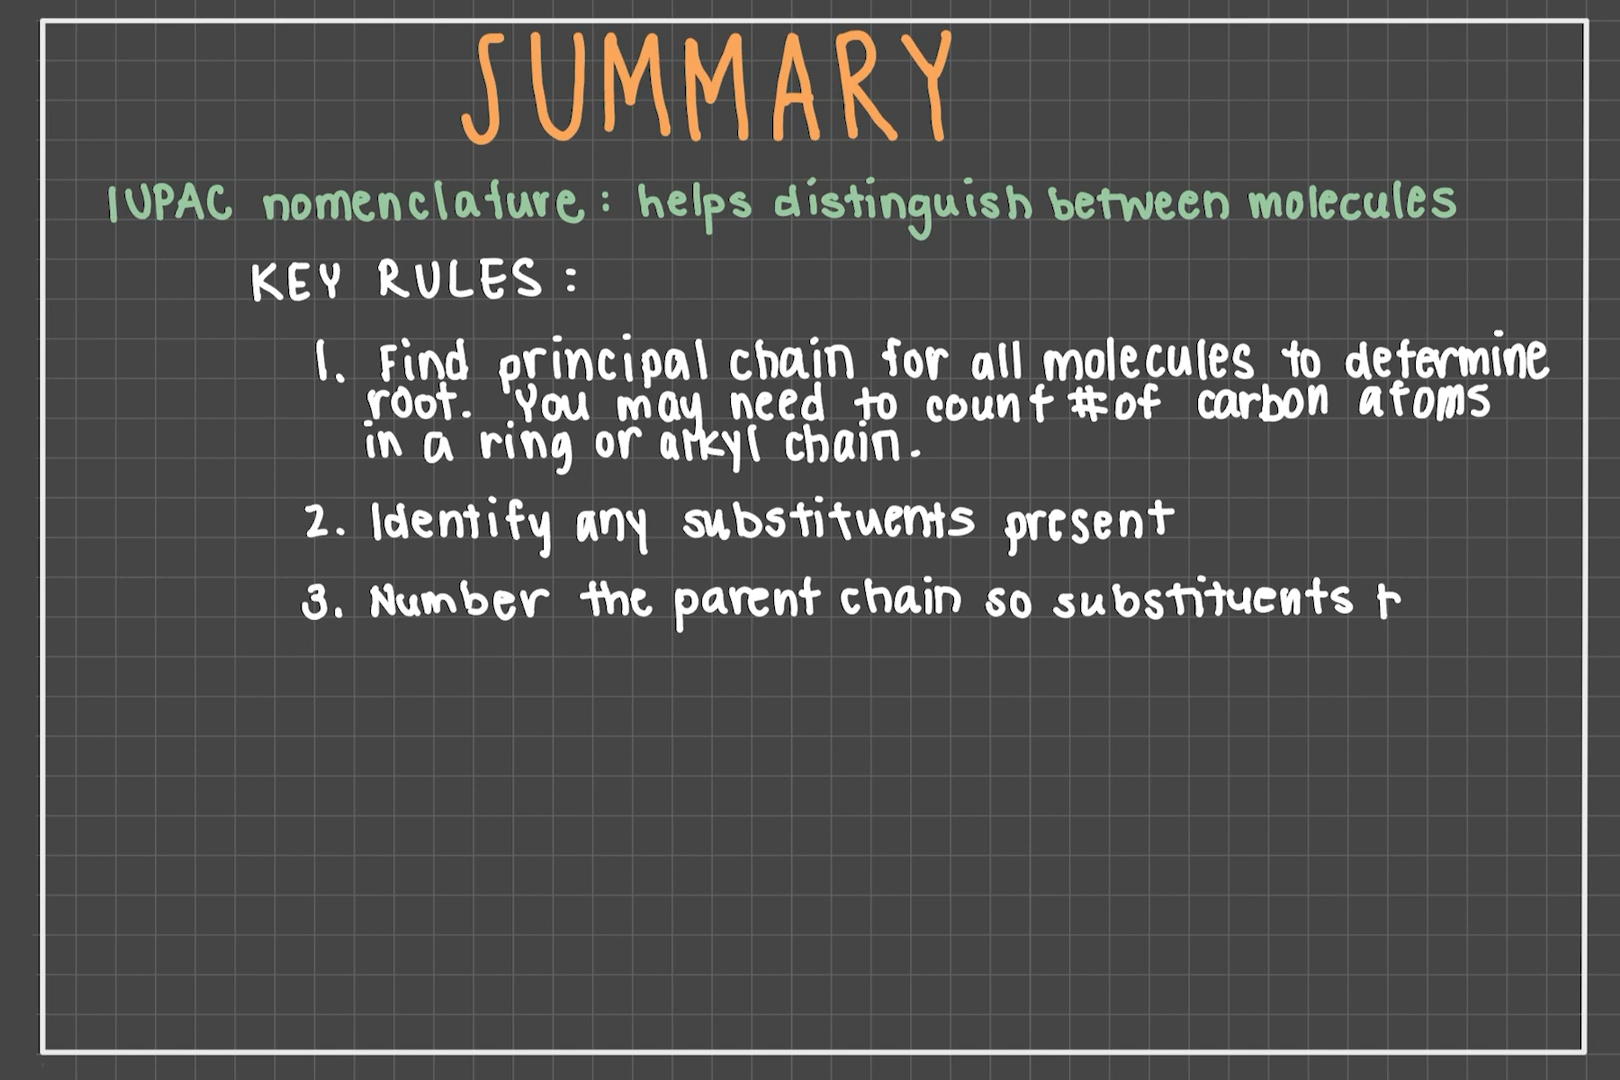 SUMMARY
IUPAC nomenclature: helps distinguish between molecules
KEY RULES:
1. Find principal chain for all molecules to determine
root. You may need to count # of carbon atoms
in a ring or alkyl chain.
2. Identify any substituents present
3. Number the parent chain so substituents